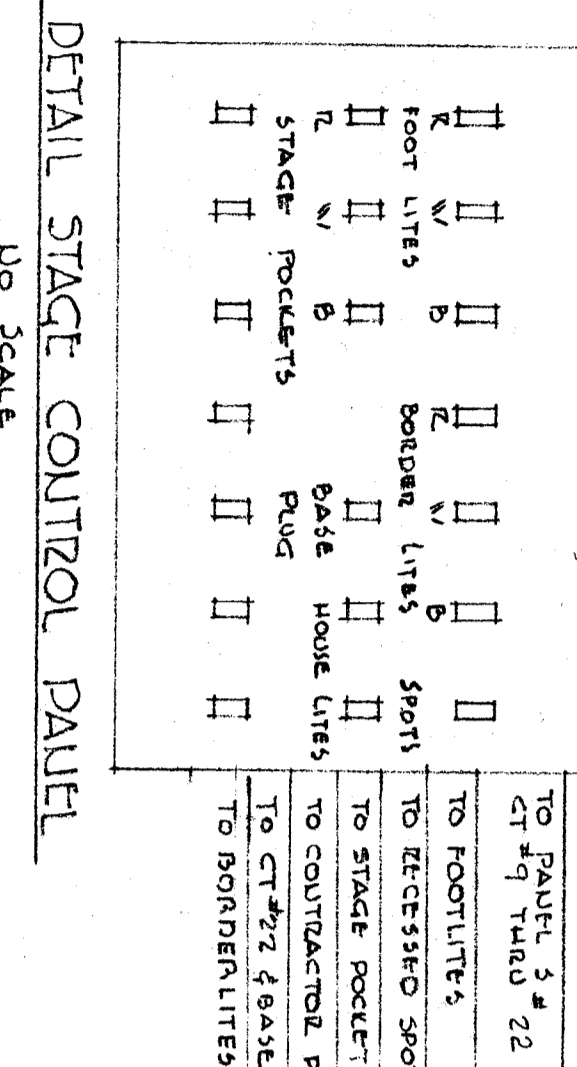 TO PANEL 3 #
CT #9 THRU 22
TO FOOTLITES
TO RECESSED SPO
TO STAGE POCKET
TO CONTRACTOR P
TO CT #22 & BASE
TO BORDERLITES
R W B R W B
FOOT LITES BORDER LITES SPOTS
R W B
BASE PLUG
HOUSE LITES
STAGE POCKETS
DETAIL STAGE CONTROL PANEL
NO SCALE